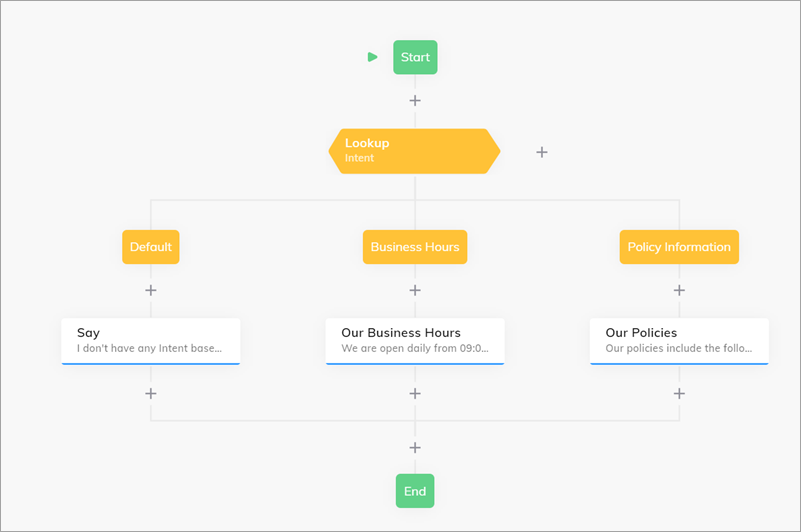 Start
Lookup
Intent
Default
Business Hours
Policy Information
Say
I don't have any Intent base...
Our Business Hours
We are open daily from 09:0...
Our Policies
Our policies include the follo...
End